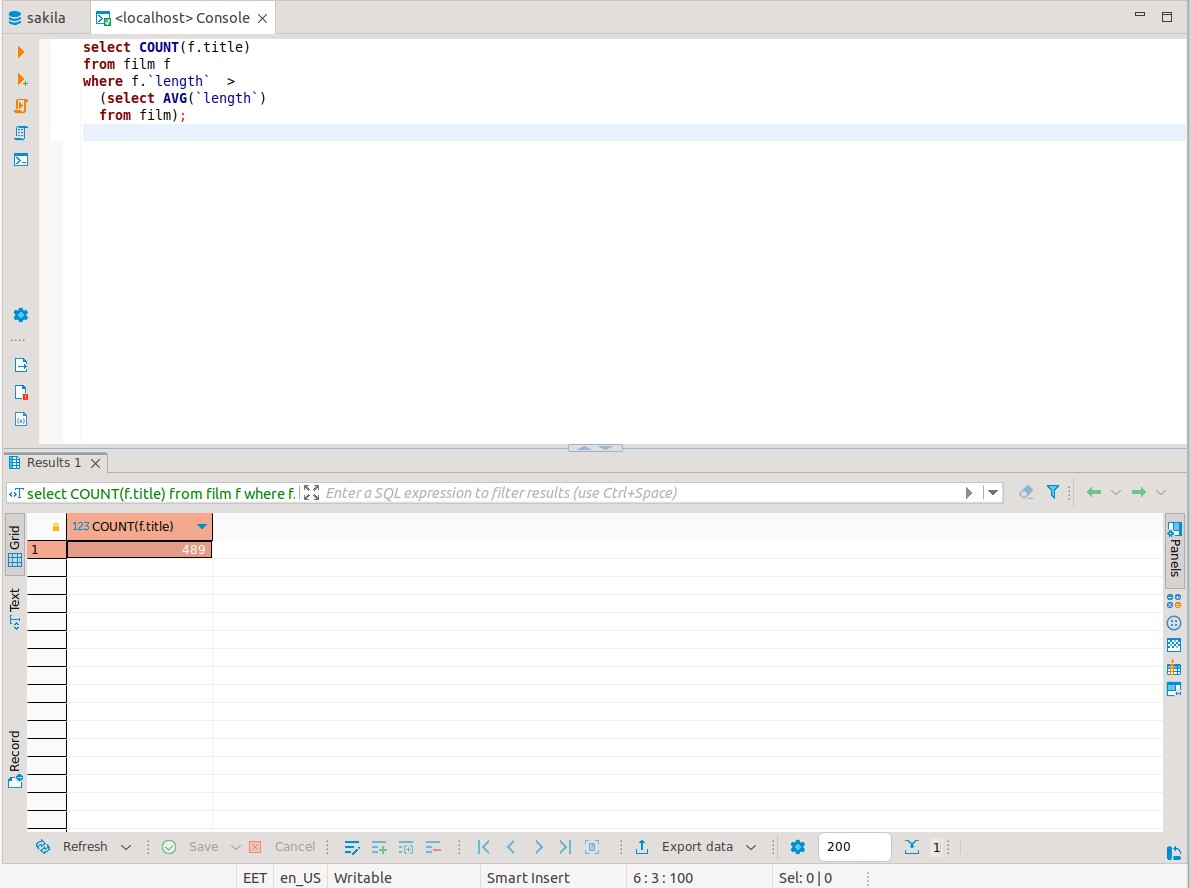 sakila
<localhost> Console
select COUNT(f.title)
from film f
where f.`length`  >
(select AVG(`length`)
from film);
Results 1
select COUNT(f.title) from film f where f.
Enter a SQL expression to filter results (use Ctrl+Space)
Grid
Text
Record
123 COUNT(f.title)
1
489
Panels
Refresh
Save
Cancel
Export data
200
1
EET
en_US
Writable
Smart Insert
6 : 3 : 100
Sel: 0 | 0